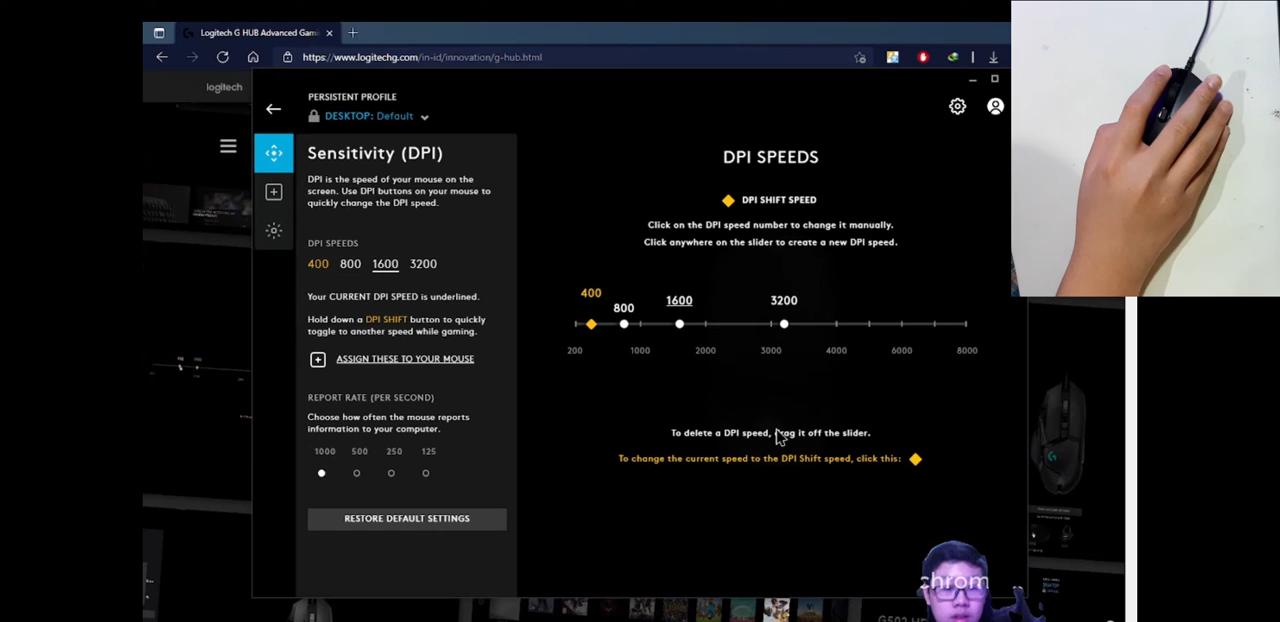 Logitech G HUB Advanced Gami
https://www.logitechg.com/in-id/innovation/g-hub.html
logitech
PERSISTENT PROFILE
DESKTOP: Default
Sensitivity (DPI)
DPI is the speed of your mouse on the
screen. Use DPI buttons on your mouse to
quickly change the DPI speed.
DPI SPEEDS
400 800 1600 3200
Your CURRENT DPI SPEED is underlined.
Hold down a DPI SHIFT button to quickly
toggle to another speed while gaming.
ASSIGN THESE TO YOUR MOUSE
REPORT RATE (PER SECOND)
Choose how often the mouse reports
information to your computer.
1000 500 250 125
RESTORE DEFAULT SETTINGS
DPI SPEEDS
DPI SHIFT SPEED
Click on the DPI speed number to change it manually.
Click anywhere on the slider to create a new DPI speed.
400 800 1600 3200
200 1000 2000 3000 4000 6000 8000
To delete a DPI speed, drag it off the slider.
To change the current speed to the DPI Shift speed, click this:
chrom
G502 HE